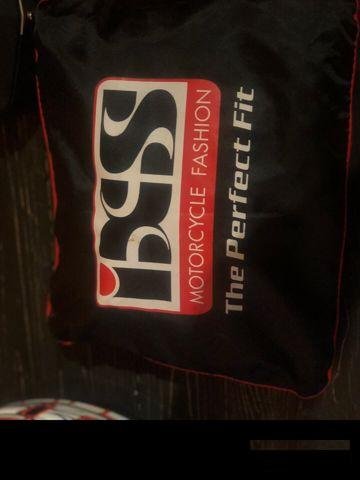 iXS
MOTORCYCLE FASHION
The Perfect Fit